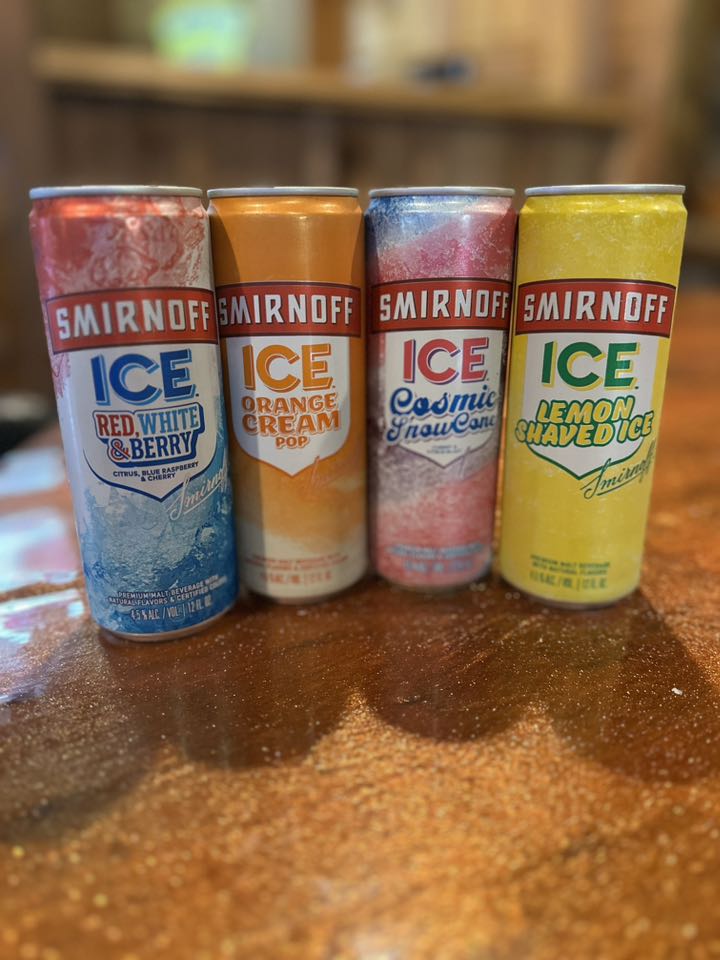 SMIRNOFF
ICE
RED, WHITE
& BERRY
CITRUS, BLUE RASPBERRY
& CHERRY
Smirnoff
PREMIUM MALT BEVERAGE WITH
NATURAL FLAVORS & CERTIFIED COLORS
4.5 % ALC / VOL | 12 FL. OZ.
SMIRNOFF
ICE
ORANGE
CREAM
POP
SMIRNOFF
ICE
Cosmic
SnowCone
SMIRNOFF
ICE
LEMON
SHAVED ICE
Smirnoff
PREMIUM MALT BEVERAGE
WITH NATURAL FLAVORS